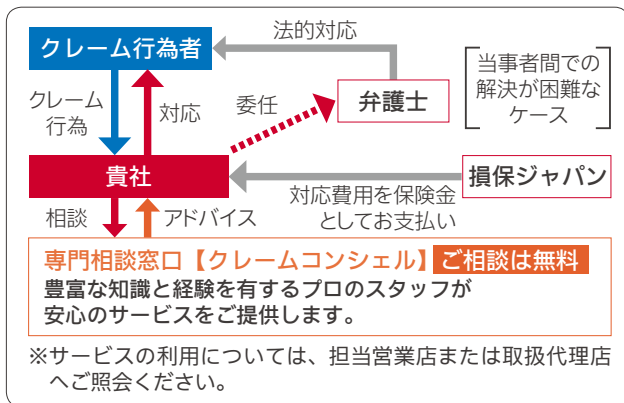 法的対応
クレーム行為者
クレーム
行為
対応
委任
弁護士
当事者間での
解決が困難な
ケース
貴社
損保ジャパン
対応費用を保険金
としてお支払い
相談
アドバイス
専門相談窓口【クレームコンシェル】 ご相談は無料
豊富な知識と経験を有するプロのスタッフが
安心のサービスをご提供します。
※サービスの利用については、担当営業店または取扱代理店
へご照会ください。